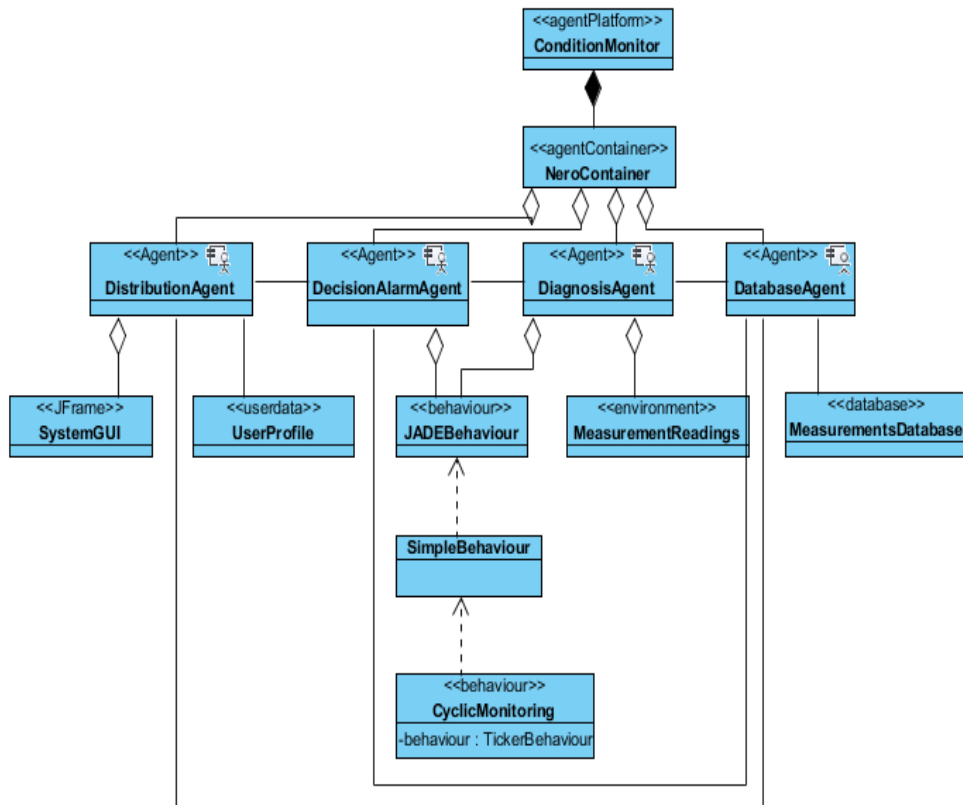 <<agentPlatform>>
ConditionMonitor
<<agentContainer>>
NeroContainer
<<Agent>>
DistributionAgent
<<Agent>>
DecisionAlarmAgent
<<Agent>>
DiagnosisAgent
<<Agent>>
DatabaseAgent
<<JFrame>>
SystemGUI
<<userdata>>
UserProfile
<<behaviour>>
JADEBehaviour
<<environment>>
MeasurementReadings
<<database>>
MeasurementsDatabase
SimpleBehaviour
<<behaviour>>
CyclicMonitoring
-behaviour : TickerBehaviour